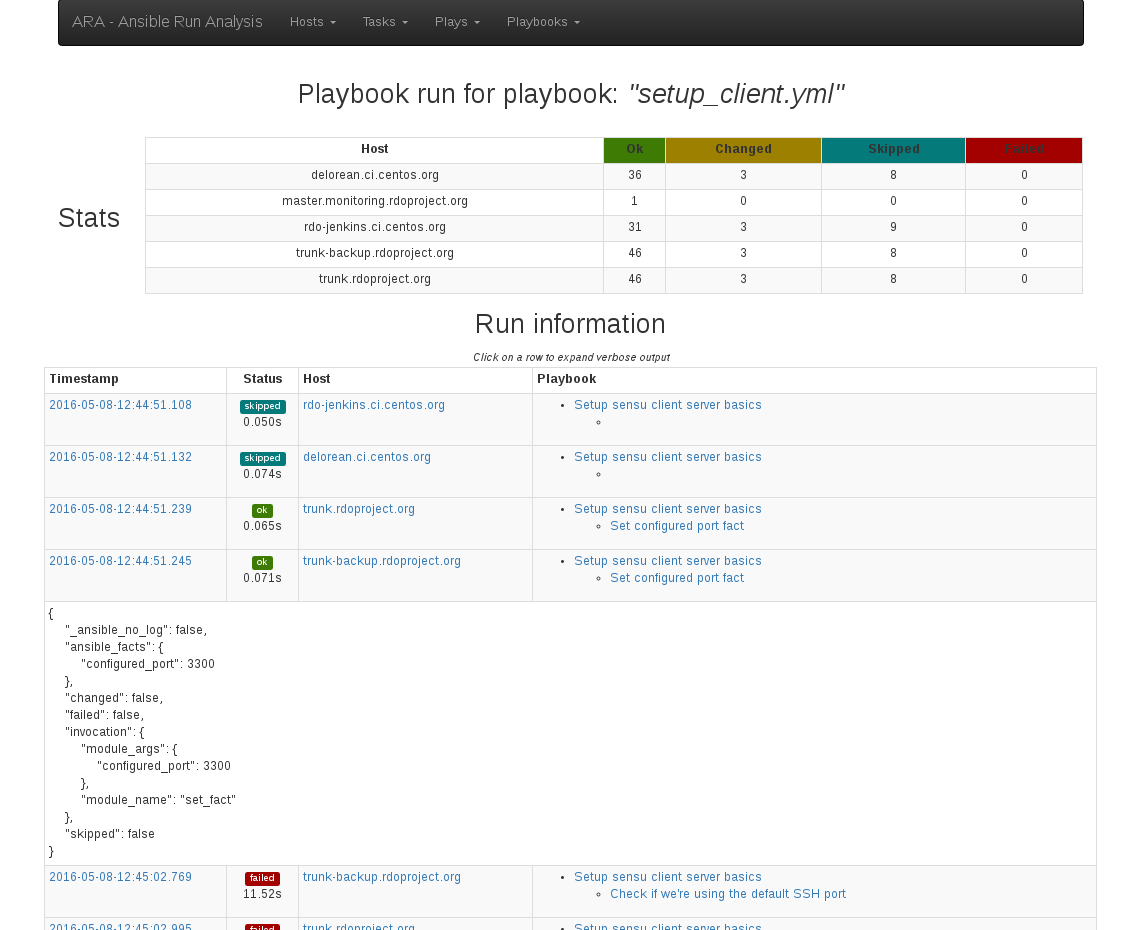 ARA - Ansible Run Analysis Hosts Tasks Plays Playbooks
Playbook run for playbook: "setup_client.yml"
Stats
Host Ok Changed Skipped Failed
delorean.ci.centos.org 36 3 8 0
master.monitoring.rdoproject.org 1 0 0 0
rdo-jenkins.ci.centos.org 31 3 9 0
trunk-backup.rdoproject.org 46 3 8 0
trunk.rdoproject.org 46 3 8 0
Run information
Click on a row to expand verbose output
Timestamp Status Host Playbook
2016-05-08-12:44:51.108 skipped rdo-jenkins.ci.centos.org Setup sensu client server basics
0.050s
2016-05-08-12:44:51.132 skipped delorean.ci.centos.org Setup sensu client server basics
0.074s
2016-05-08-12:44:51.239 ok trunk.rdoproject.org Setup sensu client server basics
0.065s Set configured port fact
2016-05-08-12:44:51.245 ok trunk-backup.rdoproject.org Setup sensu client server basics
0.071s Set configured port fact
{
"_ansible_no_log": false,
"ansible_facts": {
"configured_port": 3300
},
"changed": false,
"failed": false,
"invocation": {
"module_args": {
"configured_port": 3300
},
"module_name": "set_fact"
},
"skipped": false
}
2016-05-08-12:45:02.769 failed trunk-backup.rdoproject.org Setup sensu client server basics
11.52s Check if we're using the default SSH port
2016-05-08-12:45:02.995 failed trunk.rdoproject.org Setup sensu client server basics